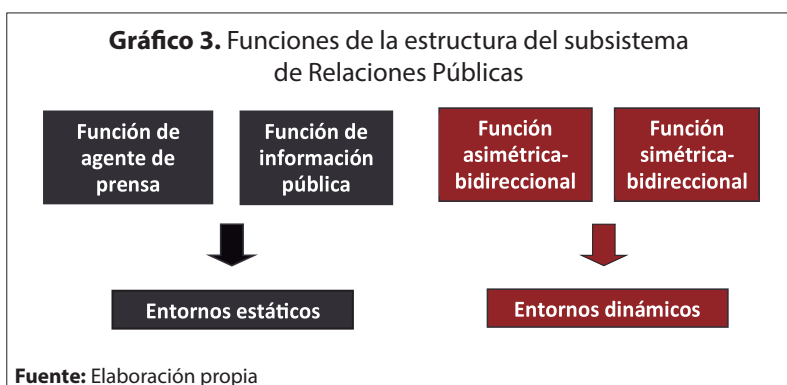 Gráfico 3. Funciones de la estructura del subsistema
de Relaciones Públicas
Función de
agente de
prensa
Función de
información
pública
Función
asimétrica-
bidireccional
Función
simétrica-
bidireccional
Entornos estáticos
Entornos dinámicos
Fuente: Elaboración propia